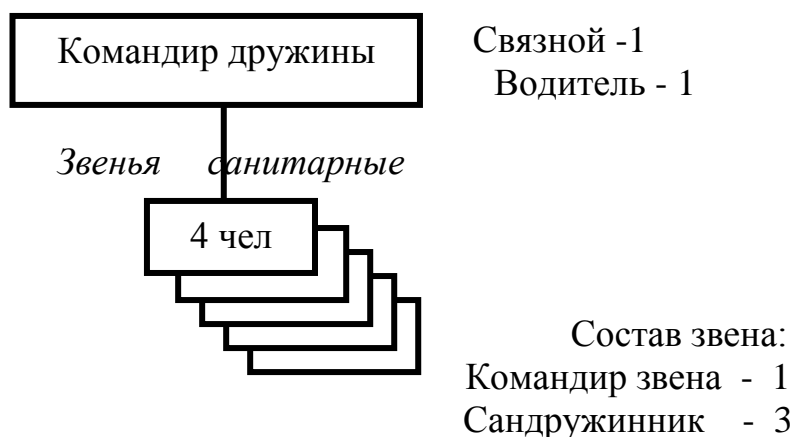 Командир дружины
Связной -1
Водитель - 1
Звенья санитарные
4 чел
Состав звена:
Командир звена - 1
Сандружинник - 3